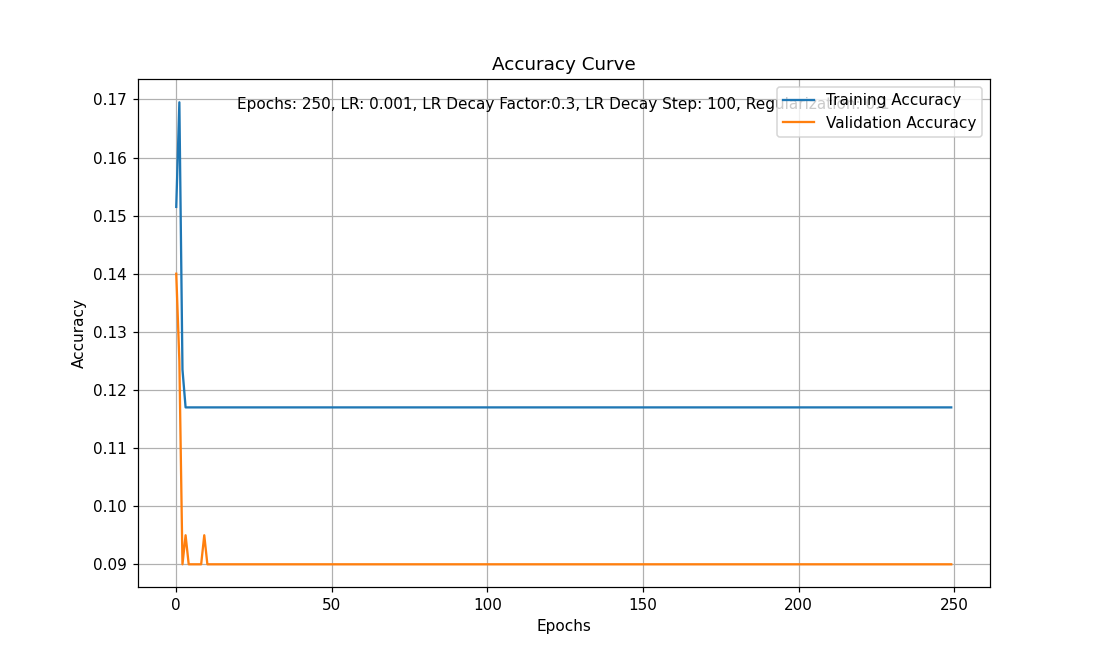 Accuracy Curve
Epochs: 250, LR: 0.001, LR Decay Factor:0.3, LR Decay Step: 100, Regularization:
Training Accuracy
Validation Accuracy
Accuracy
0.17
0.16
0.15
0.14
0.13
0.12
0.11
0.10
0.09
0
50
100
150
200
250
Epochs